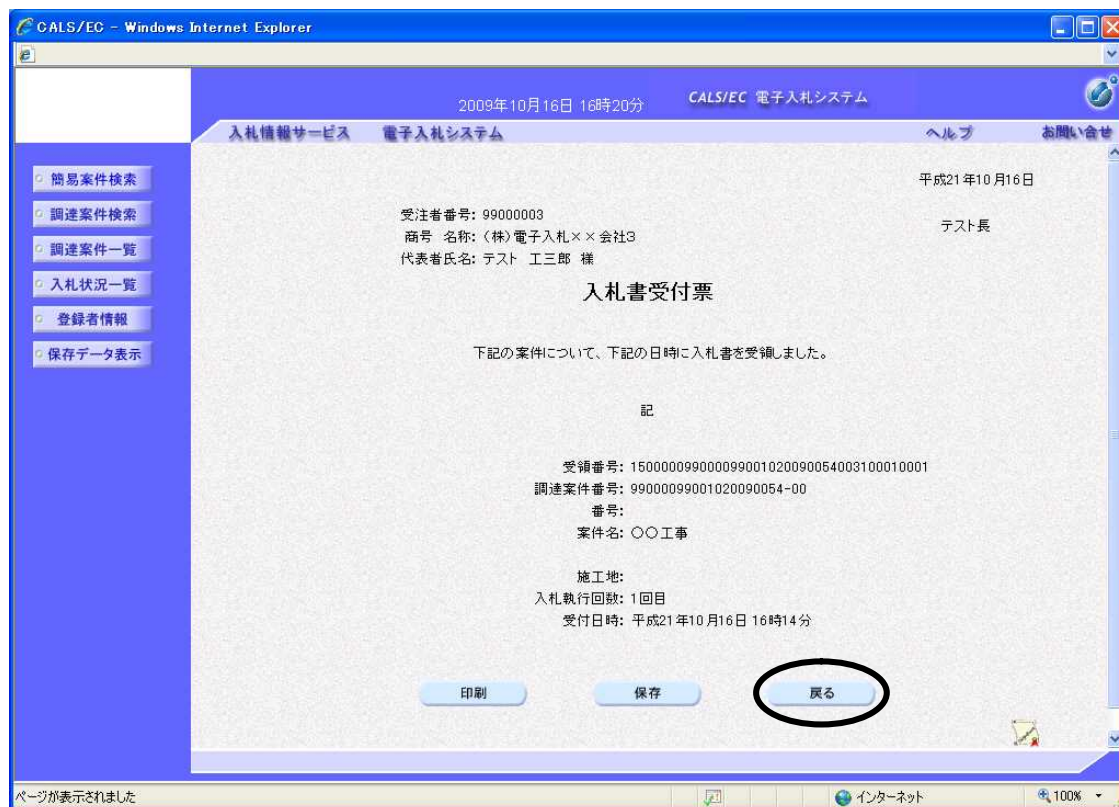 CALS/EC - Windows Internet Explorer
2009年10月16日 16時20分
CALS/EC 電子入札システム
入札情報サービス 電子入札システム ヘルプ お問い合せ
簡易案件検索
調達案件検索
調達案件一覧
入札状況一覧
登録者情報
保存データ表示
平成21年10月16日
受注者番号: 99000003
商号 名称: (株)電子入札××会社3
代表者氏名: テスト 工三郎 様
テスト長
入札書受付票
下記の案件について、下記の日時に入札書を受領しました。
記
受領番号: 15000009900009900102009005400310010001
調達案件番号: 99000099001020090054-00
番号:
案件名: 〇〇工事
施工地:
入札執行回数: 1回目
受付日時: 平成21年10月16日 16時14分
印刷 保存 戻る
ページが表示されました インターネット 100%